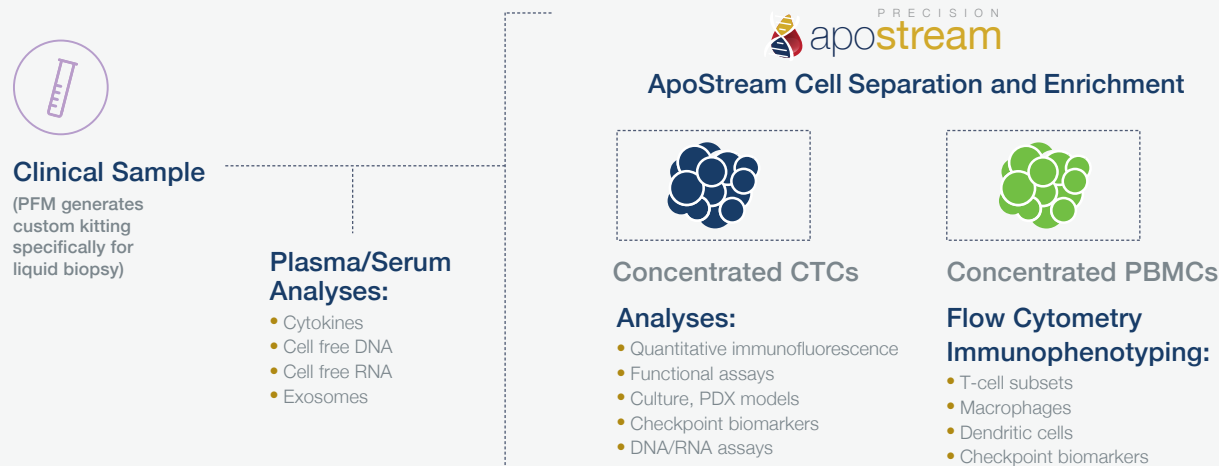 PRECISION
apostream
ApoStream Cell Separation and Enrichment
Clinical Sample
(PFM generates
custom kitting
specifically for
liquid biopsy)
Plasma/Serum
Analyses:
• Cytokines
• Cell free DNA
• Cell free RNA
• Exosomes
Concentrated CTCs
Analyses:
• Quantitative immunofluorescence
• Functional assays
• Culture, PDX models
• Checkpoint biomarkers
• DNA/RNA assays
Concentrated PBMCs
Flow Cytometry
Immunophenotyping:
• T-cell subsets
• Macrophages
• Dendritic cells
• Checkpoint biomarkers